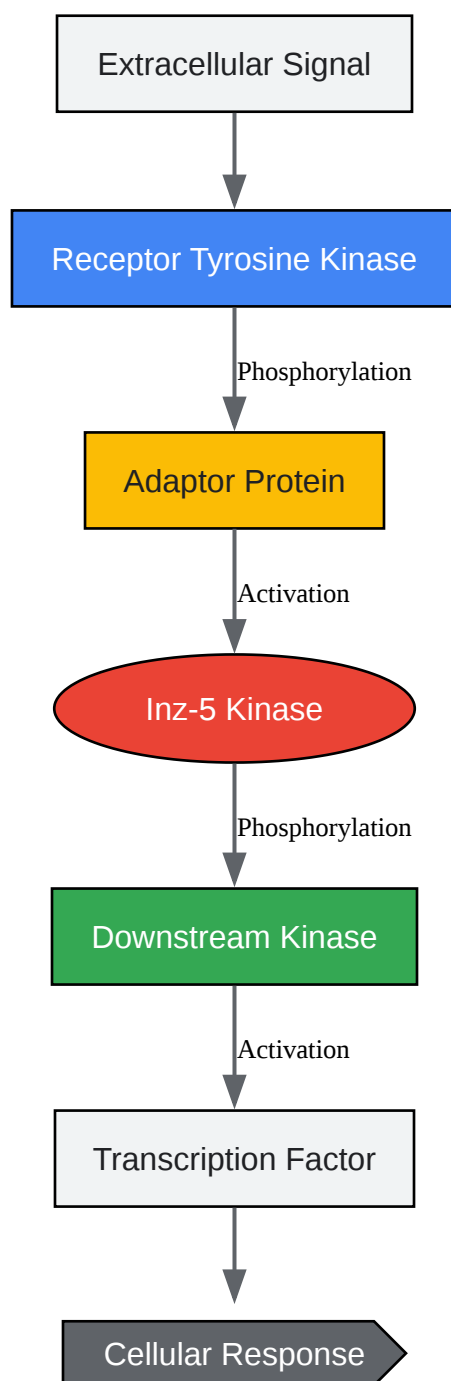 Extracellular Signal
Receptor Tyrosine Kinase
Phosphorylation
Adaptor Protein
Activation
Inz-5 Kinase
Phosphorylation
Downstream Kinase
Activation
Transcription Factor
Cellular Response